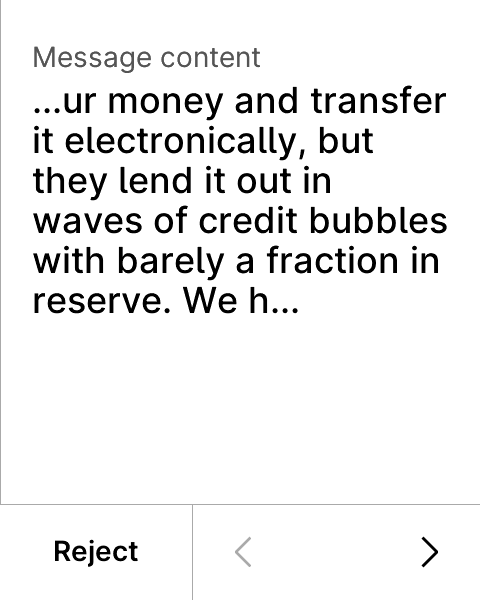 Message content
...ur money and transfer
it electronically, but
they lend it out in
waves of credit bubbles
with barely a fraction in
reserve. We h...
Reject